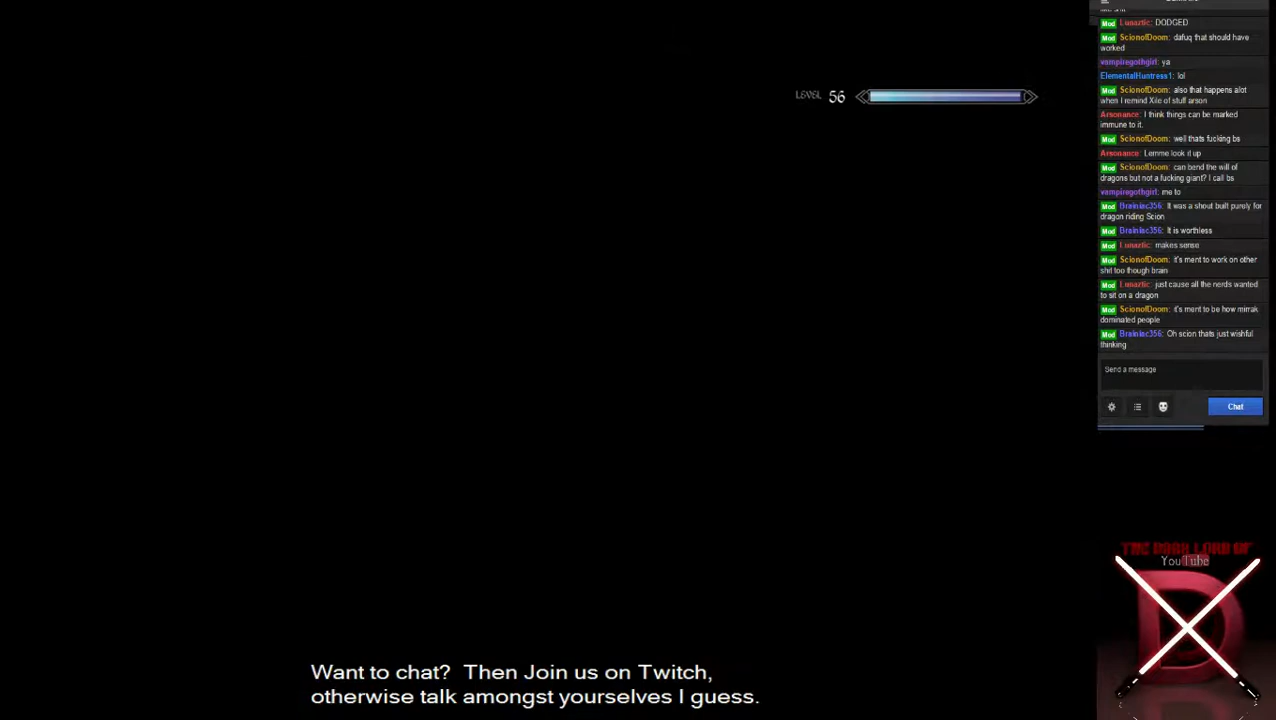 LEVEL 56
Mod Lunaztic: DODGED
Mod ScionofDoom: dafuq that should have
worked
vampiregothgirl: ya
ElementalHuntress1: lol
Mod ScionofDoom: also that happens alot
when I remind Xile of stuff arson
Arsonance: I think things can be marked
immune to it.
Mod ScionofDoom: well thats fucking bs
Arsonance: Lemme look it up
Mod ScionofDoom: can bend the will of
dragons but not a fucking giant? I call bs
vampiregothgirl: me to
Mod Brainiac356: It was a shout built purely for
dragon riding Scion
Mod Brainiac356: It is worthless
Mod Lunaztic: makes sense
Mod ScionofDoom: it's ment to work on other
shit too though brain
Mod Lunaztic: just cause all the nerds wanted
to sit on a dragon
Mod ScionofDoom: it's ment to be how mirrak
dominated people
Mod Brainiac356: Oh scion thats just wishful
thinking
Send a message
Chat
THE DARK LORD OF
YouTube
D
Want to chat? Then Join us on Twitch,
otherwise talk amongst yourselves I guess.